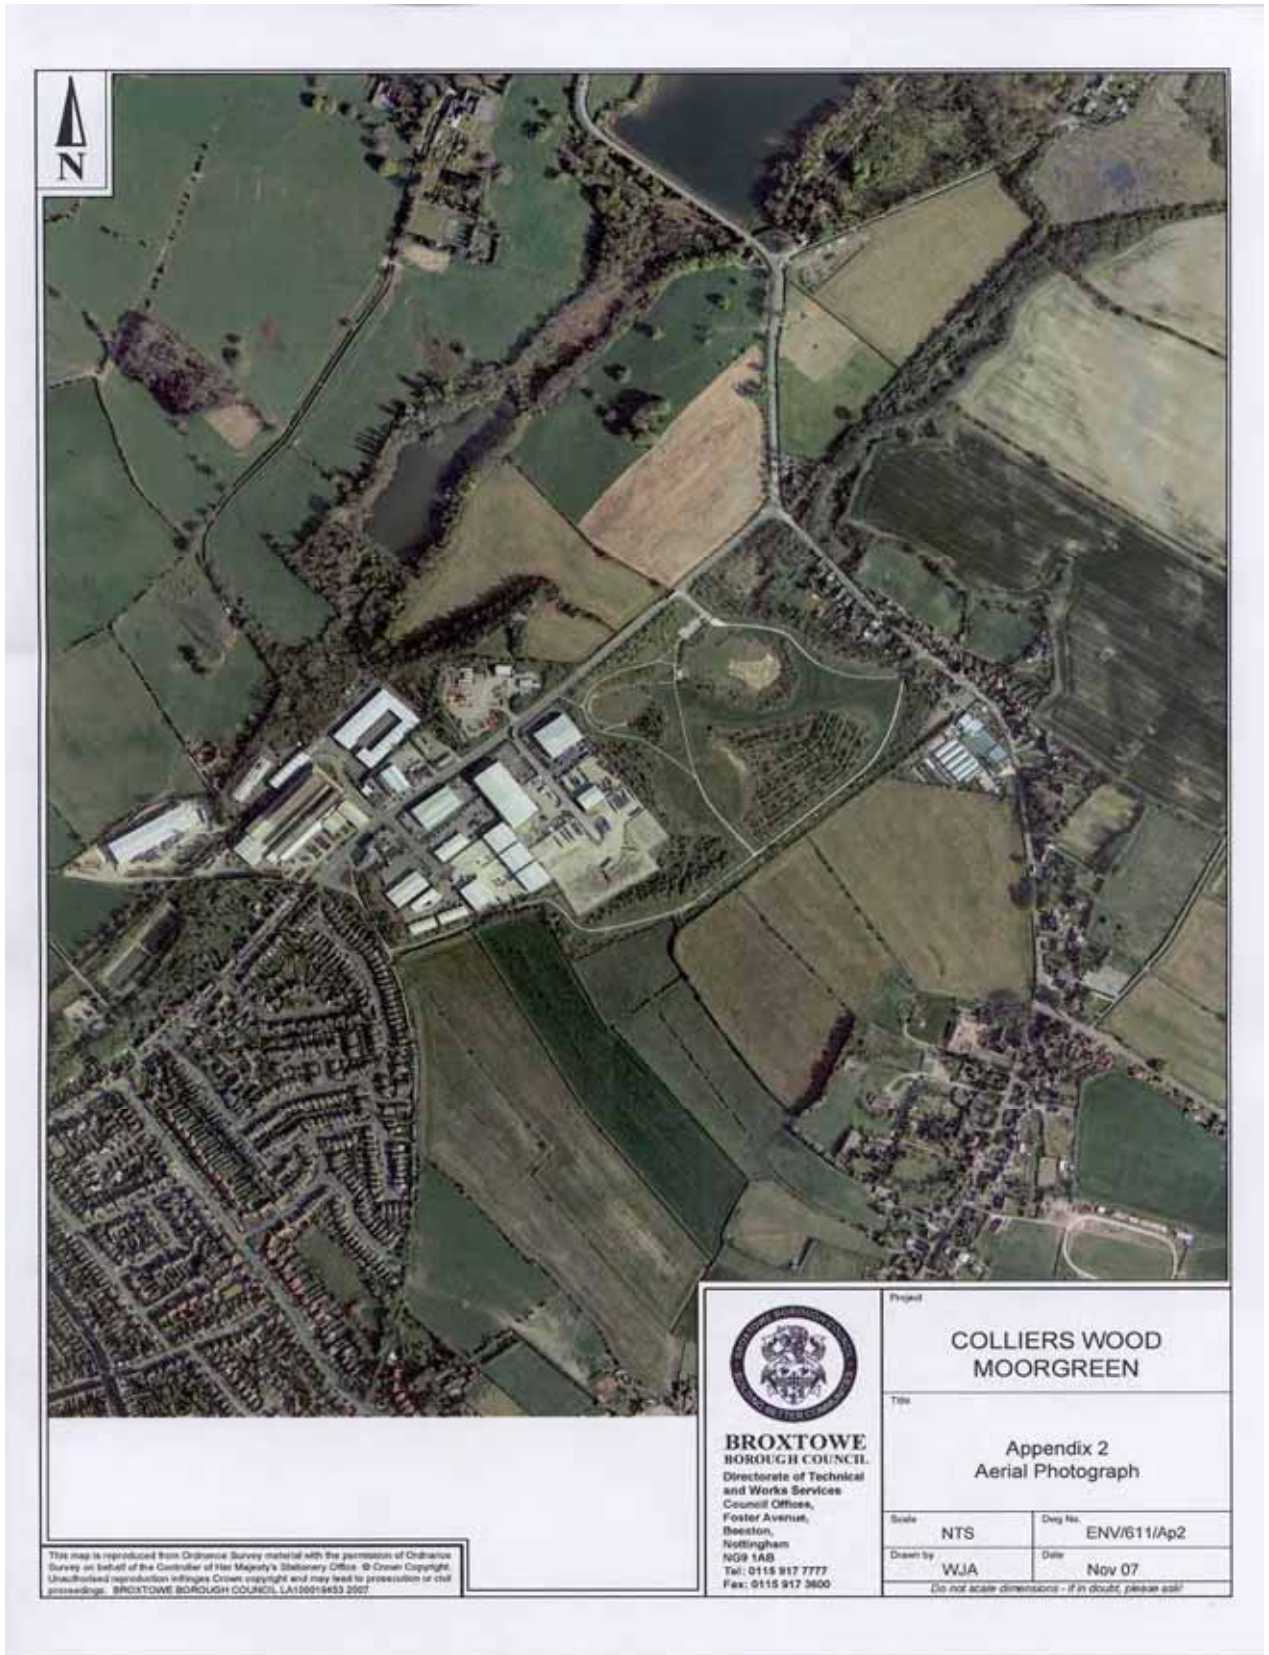 N
Project
COLLIERS WOOD
MOORGREEN
Title
Appendix 2
Aerial Photograph
Scale
NTS
Dwg No.
ENV/611/Ap2
Drawn by
WJA
Date
Nov 07
Do not scale dimensions - if in doubt, please ask!
BROXTOWE BOROUGH COUNCIL
BROXTOWE
BOROUGH COUNCIL
Directorate of Technical
and Works Services
Council Offices,
Foster Avenue,
Beeston,
Nottingham
NG9 1AB
Tel: 0115 917 7777
Fax: 0115 917 3600
This map is reproduced from Ordnance Survey material with the permission of Ordnance
Survey on behalf of the Controller of Her Majesty's Stationery Office. © Crown Copyright.
Unauthorised reproduction infringes Crown copyright and may lead to prosecution or civil
proceedings. BROXTOWE BOROUGH COUNCIL LA100019453 2007